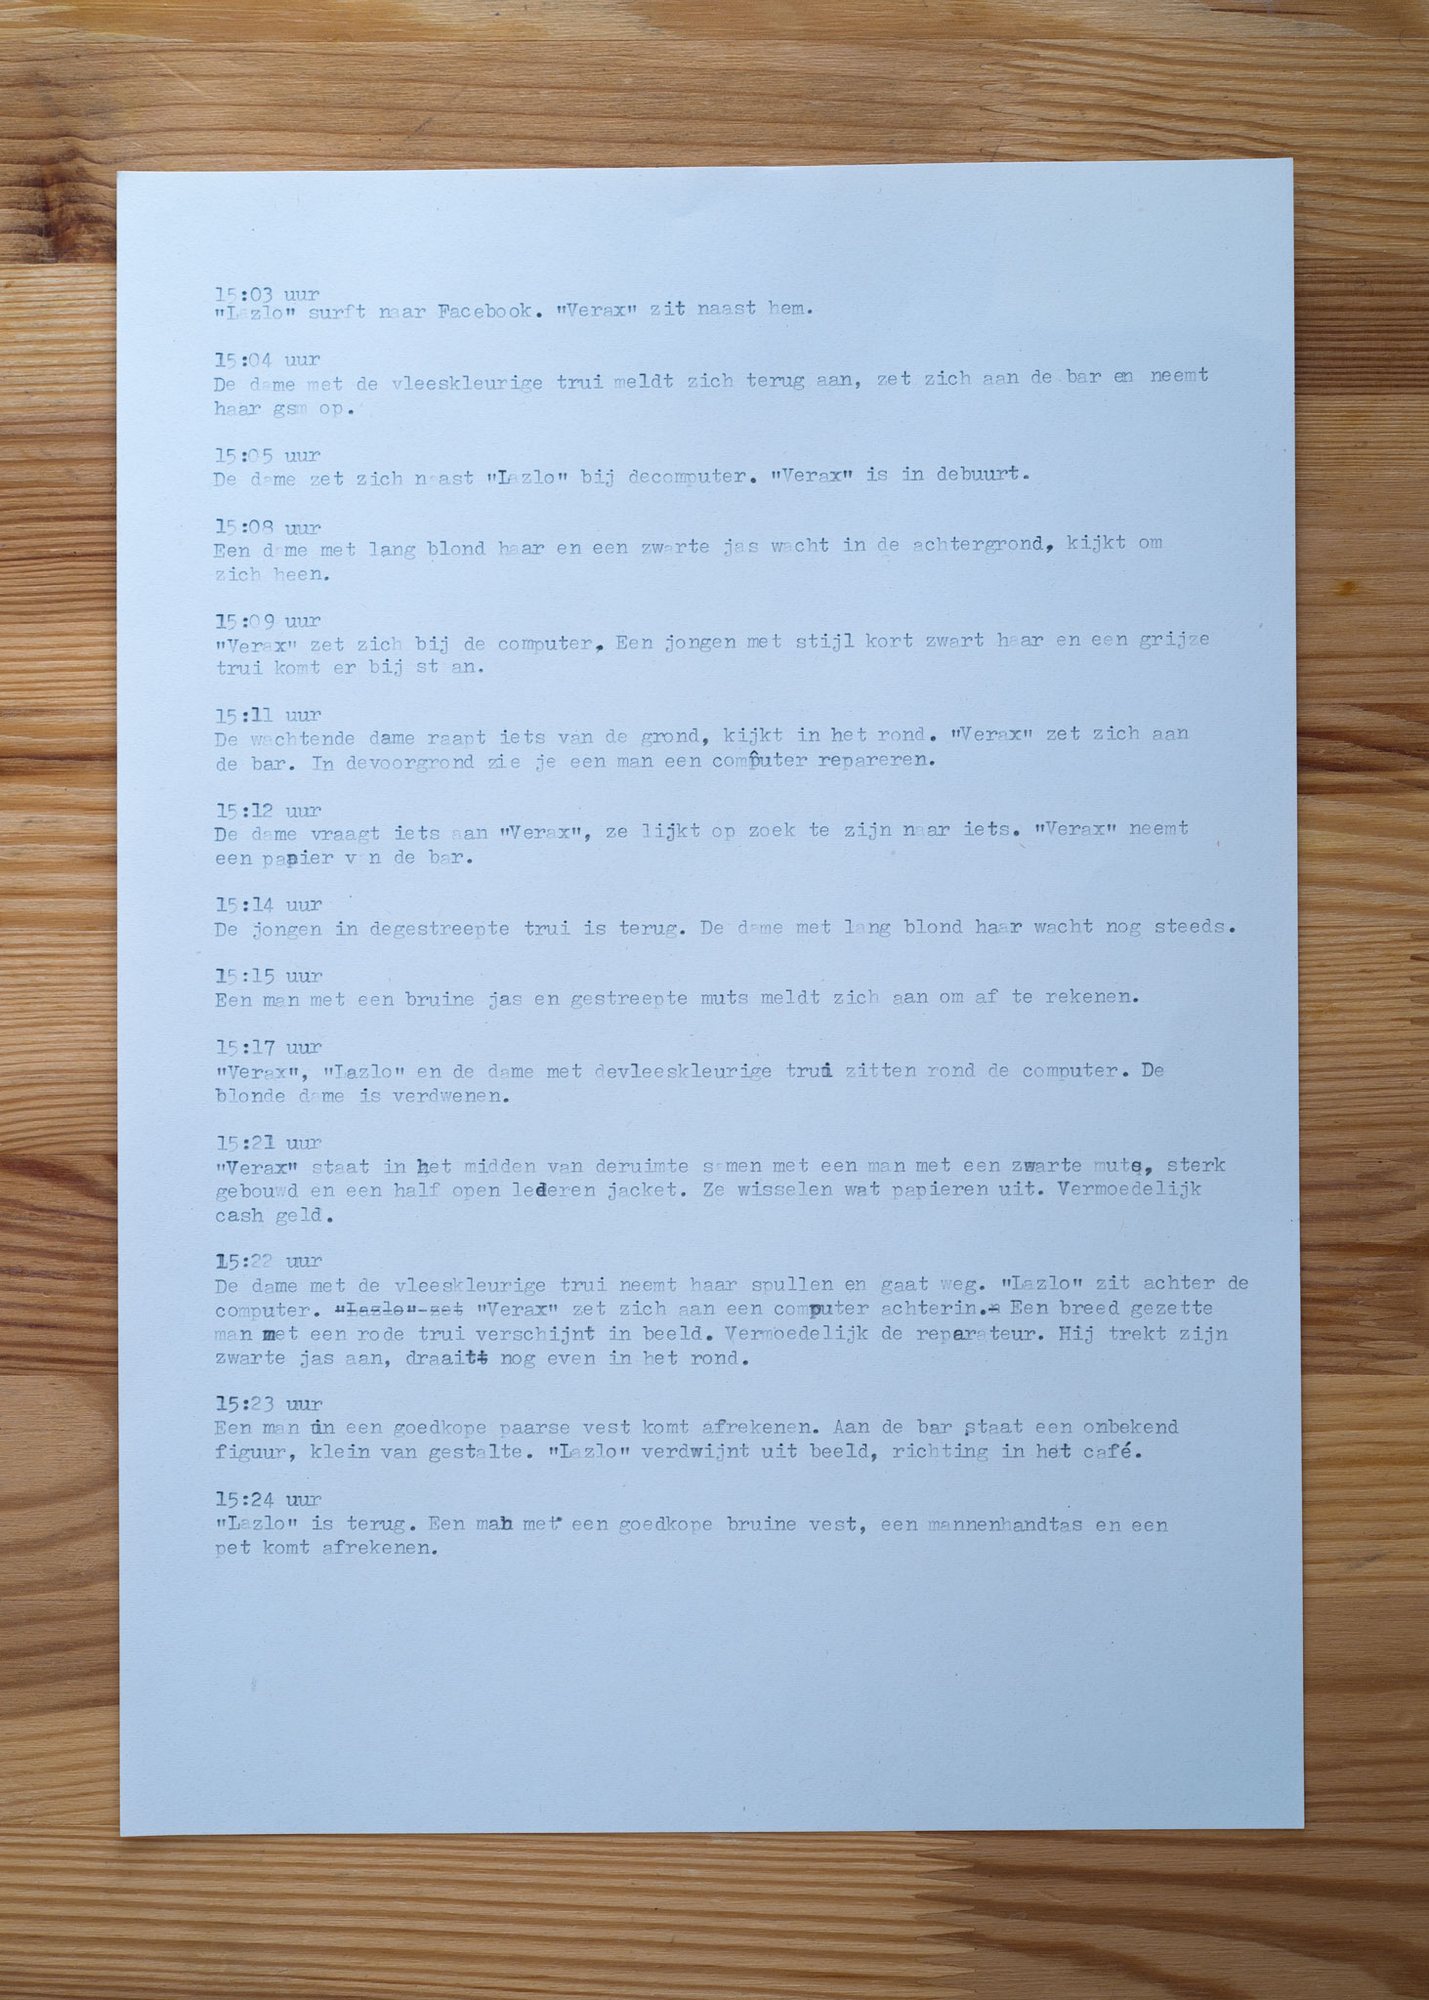 15:03 uur
"Lazlo" surft naar Facebook. "Verax" zit naast hem.
15:04 uur
De dame met de vleeskleurige trui meldt zich terug aan, zet zich aan de bar en neemt
haar gsm op.
15:05 uur
De dame zet zich naast "Lazlo" bij decomputer. "Verax" is in debuurt.
15:08 uur
Een dame met lang blond haar en een zwarte jas wacht in de achtergrond, kijkt om
zich heen.
15:09 uur
"Verax" zet zich bij de computer, Een jongen met stijl kort zwart haar en een grijze
trui komt er bij staan.
15:11 uur
De wachtende dame raapt iets van de grond, kijkt in het rond. "Verax" zet zich aan
de bar. In devoorgrond zie je een man een computer repareren.
15:12 uur
De dame vraagt iets aan "Verax", ze lijkt op zoek te zijn naar iets. "Verax" neemt
een papier van de bar.
15:14 uur
De jongen in degestreepte trui is terug. De dame met lang blond haar wacht nog steeds.
15:15 uur
Een man met een bruine jas en gestreepte muts meldt zich aan om af te rekenen.
15:17 uur
"Verax", "Lazlo" en de dame met devleeskleurige trui zitten rond de computer. De
blonde dame is verdwenen.
15:21 uur
"Verax" staat in het midden van deruimte samen met een man met een zwarte muts, sterk
gebouwd en een half open lederen jacket. Ze wisselen wat papieren uit. Vermoedelijk
cash geld.
15:22 uur
De dame met de vleeskleurige trui neemt haar spullen en gaat weg. "Lazlo" zit achter de
computer. "Lazlo" zet "Verax" zet zich aan een computer achterin. Een breed gezette
man met een rode trui verschijnt in beeld. Vermoedelijk de reparateur. Hij trekt zijn
zwarte jas aan, draaitt nog even in het rond.
15:23 uur
Een man in een goedkope paarse vest komt afrekenen. Aan de bar staat een onbekend
figuur, klein van gestalte. "Lazlo" verdwijnt uit beeld, richting in het café.
15:24 uur
"Lazlo" is terug. Een man met een goedkope bruine vest, een mannenhandtas en een
pet komt afrekenen.